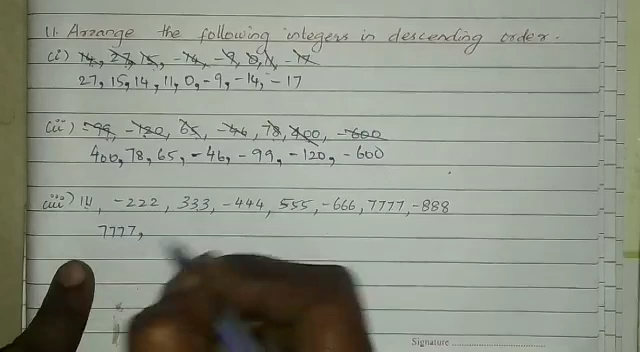 11. Arrange the following integers in descending order.
(i) 14, 27, 15, -14, -9, 0, 11, -17
27, 15, 14, 11, 0, -9, -14, -17
(ii) -99, -120, 65, -46, 78, 400, -600
400, 78, 65, -46, -99, -120, -600
(iii) 111, -222, 333, -444, 555, -666, 7777, -888
7777,
Signature